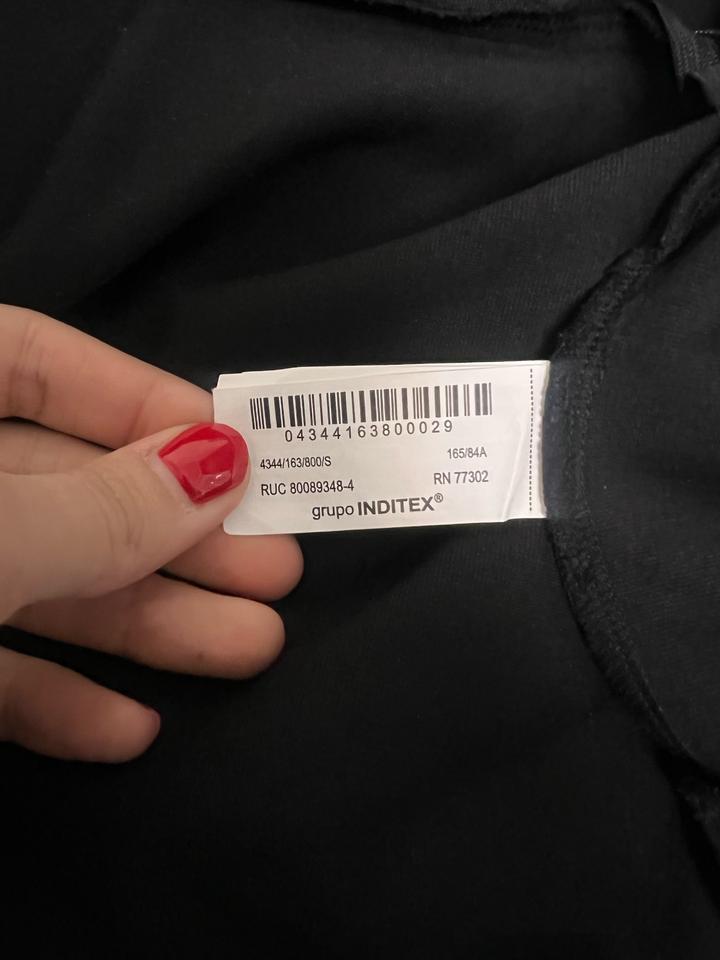 04344163800029
4344/163/800/S 165/84A
RUC 80089348-4 RN 77302
grupo INDITEX®